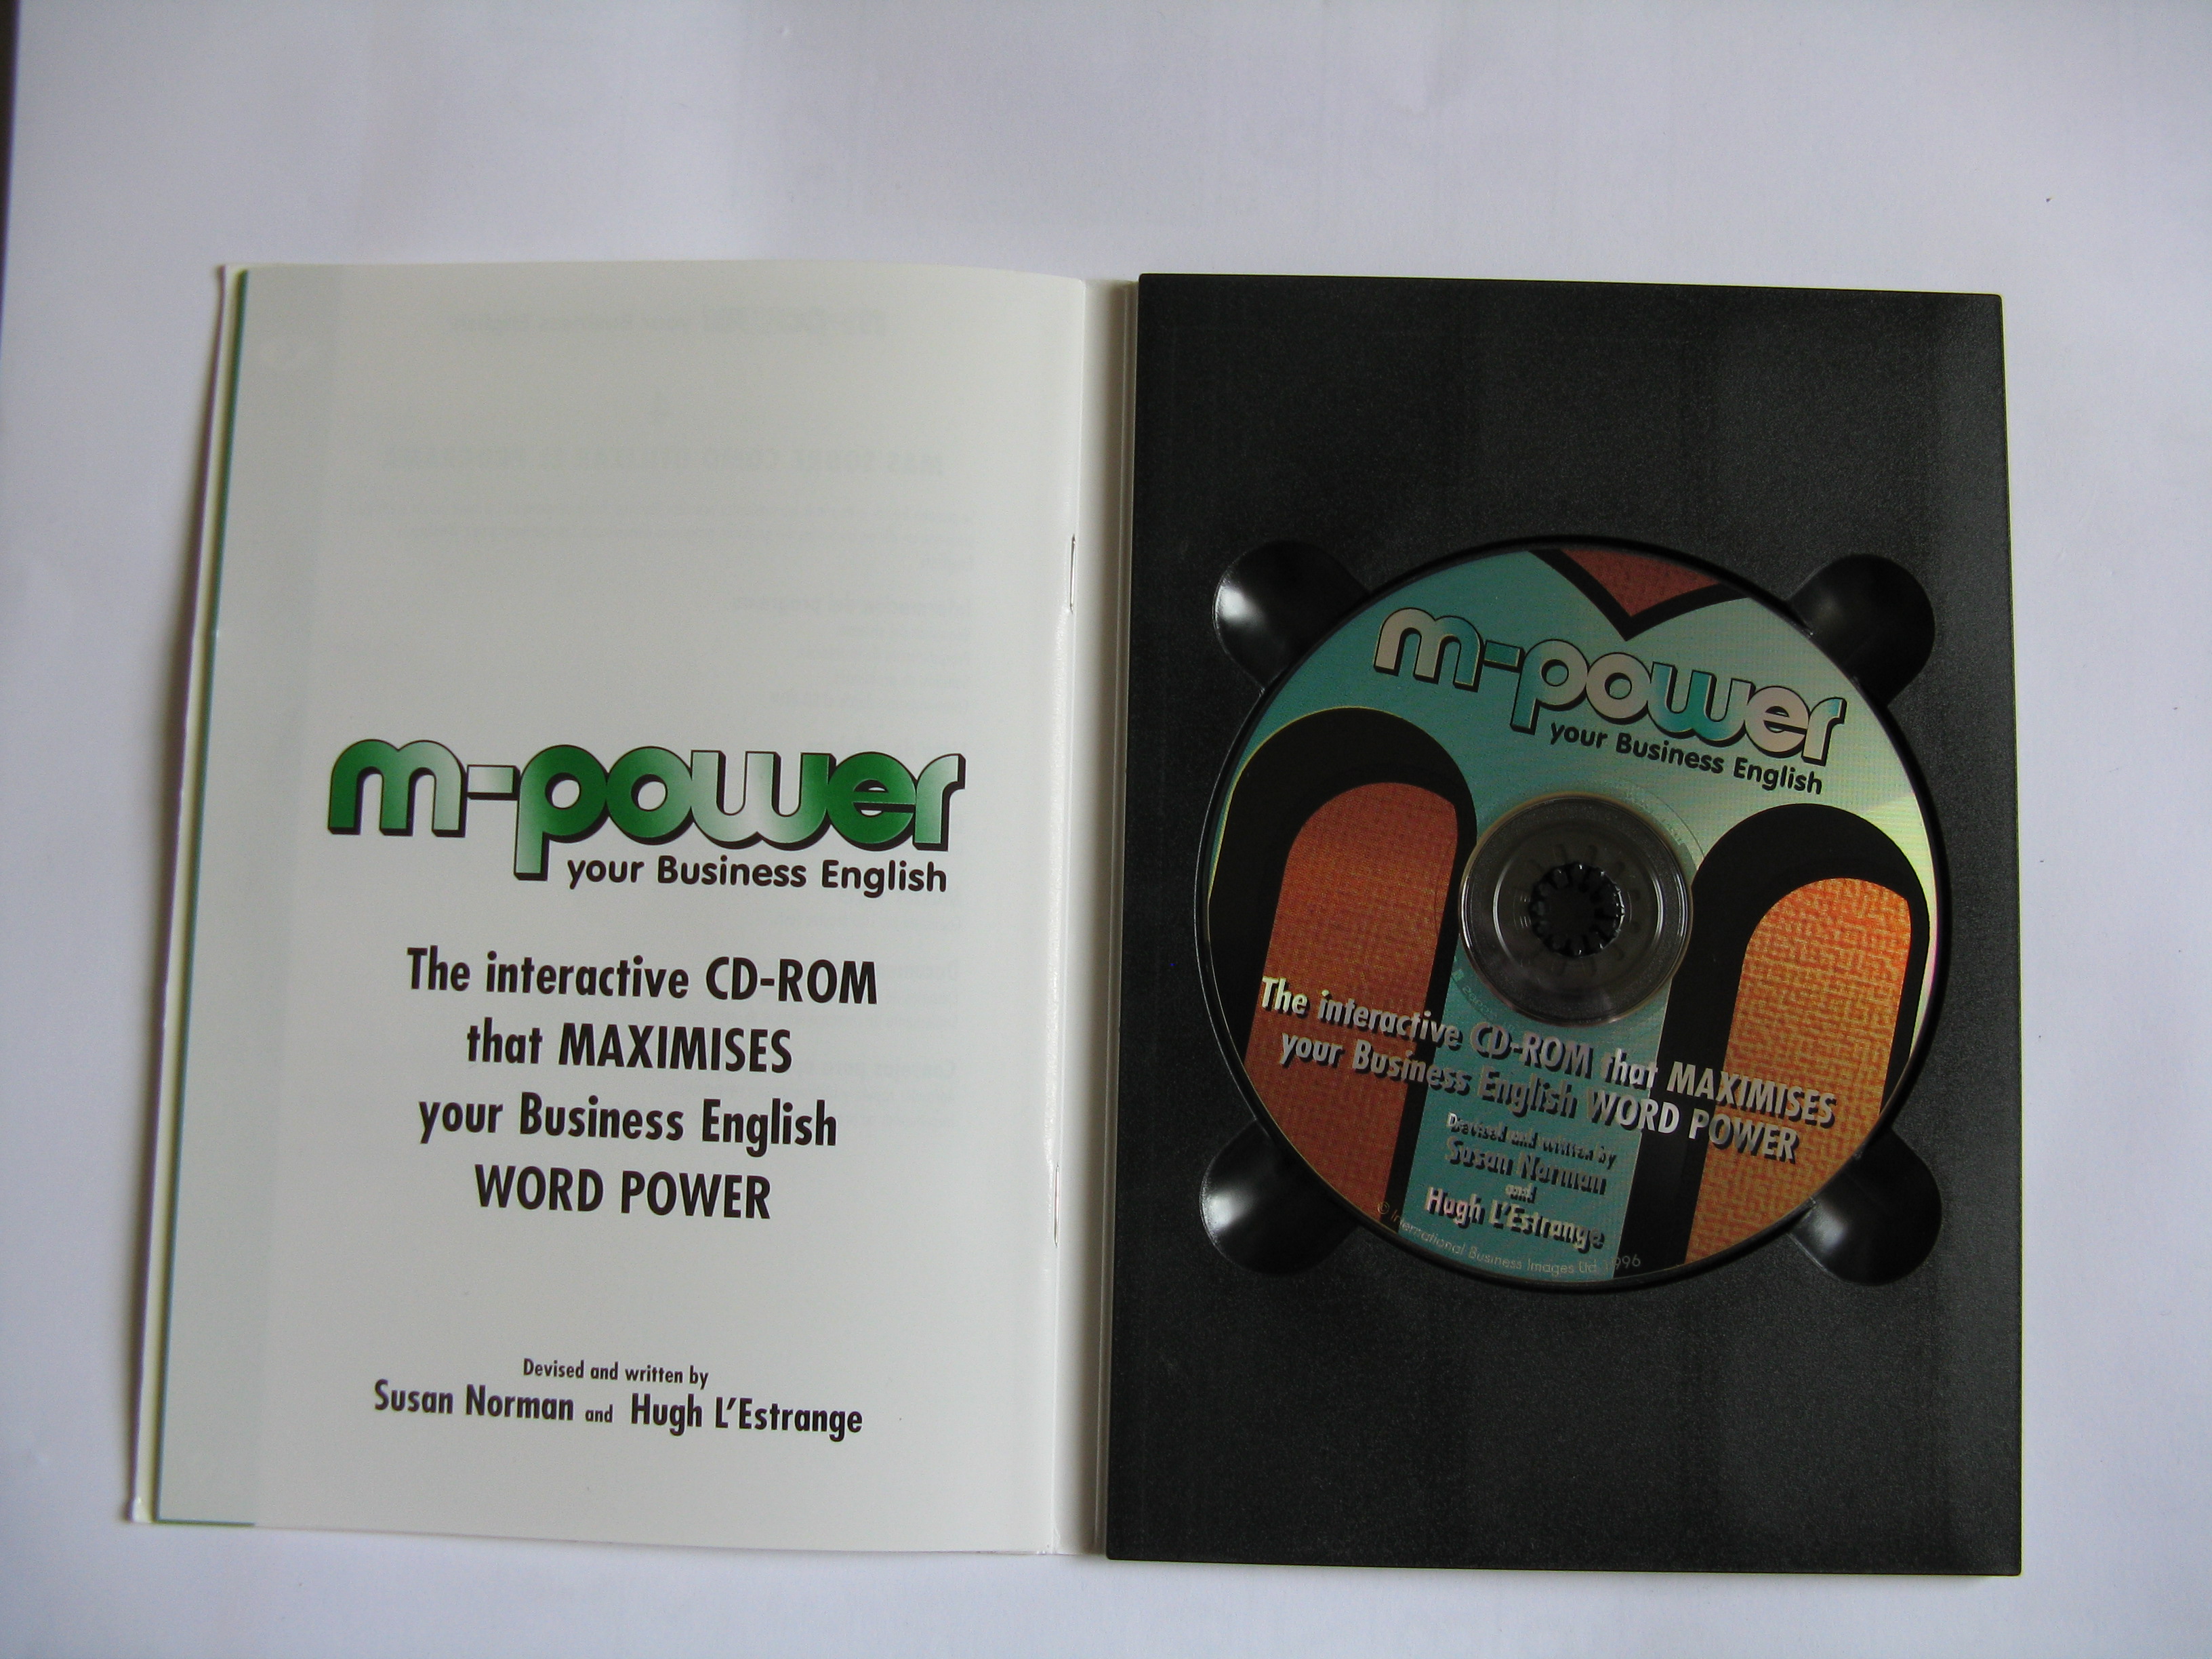 m-power
your Business English
The interactive CD-ROM
that MAXIMISES
your Business English
WORD POWER
Devised and written by
Susan Norman and Hugh L'Estrange
m-power
your Business English
The interactive CD-ROM that MAXIMISES
your Business English WORD POWER
Devised and written by
Susan Norman
and
Hugh L'Estrange
© International Business Images Ltd 1996